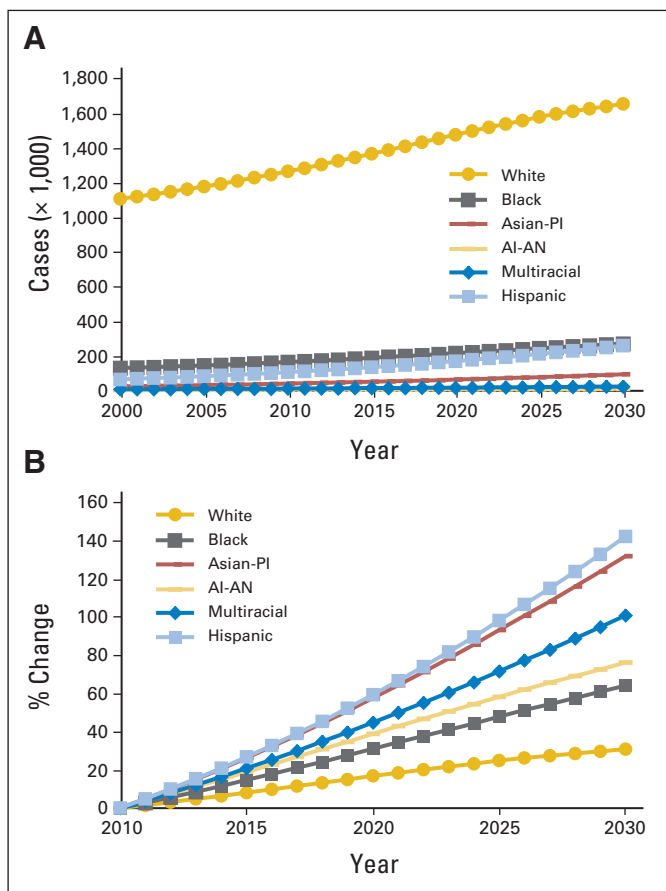 A
1,800
1,600
1,400
1,200
1,000
800
600
400
200
0
Cases (× 1,000)
White
Black
Asian-PI
AI-AN
Multiracial
Hispanic
2000 2005 2010 2015 2020 2025 2030
Year
B
160
140
120
100
80
60
40
20
0
% Change
White
Black
Asian-PI
AI-AN
Multiracial
Hispanic
2010 2015 2020 2025 2030
Year